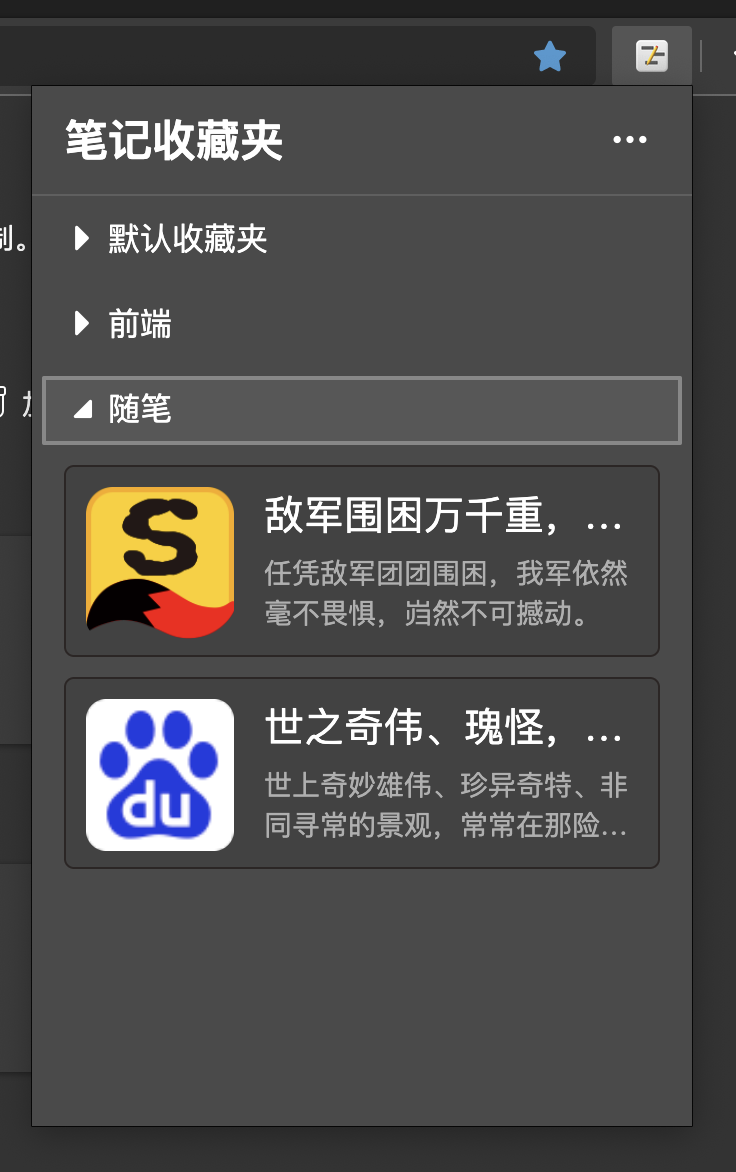 笔记收藏夹
默认收藏夹
制。
前端
随笔
敌军围困万千重，...
任凭敌军团团围困，我军依然
毫不畏惧，岿然不可撼动。
世之奇伟、瑰怪，...
世上奇妙雄伟、珍异奇特、非
同寻常的景观，常常在那险...
S
du